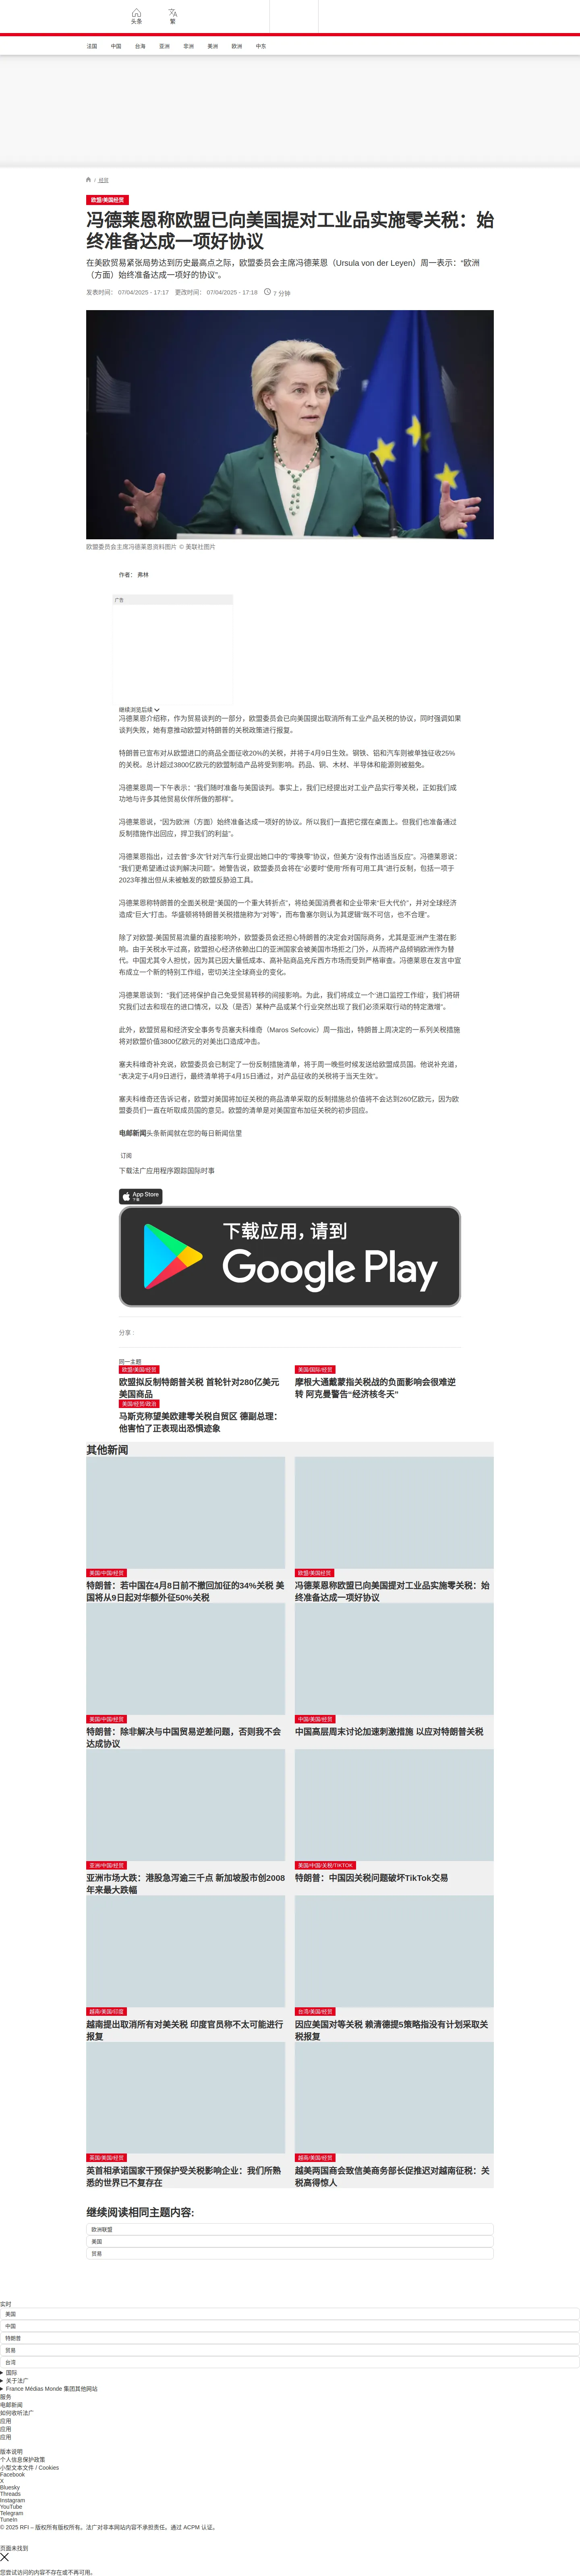 头条
繁
法国
中国
台海
亚洲
非洲
美洲
欧洲
中东
/ 经贸
欧盟/美国经贸
冯德莱恩称欧盟已向美国提对工业品实施零关税：始
终准备达成一项好协议
在美欧贸易紧张局势达到历史最高点之际，欧盟委员会主席冯德莱恩（Ursula von der Leyen）周一表示：“欧洲
（方面）始终准备达成一项好的协议”。
发表时间： 07/04/2025 - 17:17 更改时间： 07/04/2025 - 17:18 7 分钟
欧盟委员会主席冯德莱恩资料图片 © 美联社图片
作者： 弗林
广告
继续浏览后续
冯德莱恩介绍称，作为贸易谈判的一部分，欧盟委员会已向美国提出取消所有工业产品关税的协议，同时强调如果
谈判失败，她有意推动欧盟对特朗普的关税政策进行报复。
特朗普已宣布对从欧盟进口的商品全面征收20%的关税，并将于4月9日生效。钢铁、铝和汽车则被单独征收25%
的关税。总计超过3800亿欧元的欧盟制造产品将受到影响。药品、铜、木材、半导体和能源则被豁免。
冯德莱恩周一下午表示：“我们随时准备与美国谈判。事实上，我们已经提出对工业产品实行零关税，正如我们成
功地与许多其他贸易伙伴所做的那样”。
冯德莱恩说，“因为欧洲（方面）始终准备达成一项好的协议。所以我们一直把它摆在桌面上。但我们也准备通过
反制措施作出回应，捍卫我们的利益”。
冯德莱恩指出，过去曾“多次”针对汽车行业提出她口中的“零换零”协议，但美方“没有作出适当反应”。冯德莱恩说：
“我们更希望通过谈判解决问题”。她警告说，欧盟委员会将在“必要时”使用“所有可用工具”进行反制，包括一项于
2023年推出但从未被触发的欧盟反胁迫工具。
冯德莱恩称特朗普的全面关税是“美国的一个重大转折点”，将给美国消费者和企业带来“巨大代价”，并对全球经济
造成“巨大”打击。华盛顿将特朗普关税措施称为“对等”，而布鲁塞尔则认为其逻辑“既不可信，也不合理”。
除了对欧盟-美国贸易流量的直接影响外，欧盟委员会还担心特朗普的决定会对国际商务，尤其是亚洲产生潜在影
响。由于关税水平过高，欧盟担心经济依赖出口的亚洲国家会被美国市场拒之门外，从而将产品倾销欧洲作为替
代。中国尤其令人担忧，因为其已因大量低成本、高补贴商品充斥西方市场而受到严格审查。冯德莱恩在发言中宣
布成立一个新的特别工作组，密切关注全球商业的变化。
冯德莱恩谈到：“我们还将保护自己免受贸易转移的间接影响。为此，我们将成立一个‘进口监控工作组’，我们将研
究我们过去和现在的进口情况，以及（是否）某种产品或某个行业突然出现了我们必须采取行动的特定激增”。
此外，欧盟贸易和经济安全事务专员塞夫科维奇（Maros Sefcovic）周一指出，特朗普上周决定的一系列关税措施
将对欧盟价值3800亿欧元的对美出口造成冲击。
塞夫科维奇补充说，欧盟委员会已制定了一份反制措施清单，将于周一晚些时候发送给欧盟成员国。他说补充道，
“表决定于4月9日进行，最终清单将于4月15日通过，对产品征收的关税将于当天生效”。
塞夫科维奇还告诉记者，欧盟对美国将加征关税的商品清单采取的反制措施总价值将不会达到260亿欧元，因为欧
盟委员们一直在听取成员国的意见。欧盟的清单是对美国宣布加征关税的初步回应。
电邮新闻头条新闻就在您的每日新闻信里
订阅
下载法广应用程序跟踪国际时事
App Store
下载
下载应用，请到
Google Play
分享 :
同一主题
欧盟/美国/经贸
欧盟拟反制特朗普关税 首轮针对280亿美元
美国商品
美国/国际/经贸
摩根大通戴蒙指关税战的负面影响会很难逆
转 阿克曼警告“经济核冬天”
美国/经贸/政治
马斯克称望美欧建零关税自贸区 德副总理：
他害怕了正表现出恐惧迹象
其他新闻
美国/中国/经贸
特朗普：若中国在4月8日前不撤回加征的34%关税 美
国将从9日起对华额外征50%关税
欧盟/美国经贸
冯德莱恩称欧盟已向美国提对工业品实施零关税：始
终准备达成一项好协议
美国/中国/经贸
特朗普：除非解决与中国贸易逆差问题，否则我不会
达成协议
中国/美国/经贸
中国高层周末讨论加速刺激措施 以应对特朗普关税
亚洲/中国/经贸
亚洲市场大跌：港股急泻逾三千点 新加坡股市创2008
年来最大跌幅
美国/中国/关税/TIKTOK
特朗普：中国因关税问题破坏TikTok交易
越南/美国/印度
越南提出取消所有对美关税 印度官员称不太可能进行
报复
台湾/美国/经贸
因应美国对等关税 赖清德提5策略指没有计划采取关
税报复
英国/美国/经贸
英首相承诺国家干预保护受关税影响企业：我们所熟
悉的世界已不复存在
越南/美国/经贸
越美两国商会致信美商务部长促推迟对越南征税：关
税高得惊人
继续阅读相同主题内容:
欧洲联盟
美国
贸易
实时
美国
中国
特朗普
贸易
台湾
国际
关于法广
France Médias Monde 集团其他网站
服务
电邮新闻
如何收听法广
应用
应用
应用
版本说明
个人信息保护政策
小型文本文件 / Cookies
Facebook
X
Bluesky
Threads
Instagram
YouTube
Telegram
TuneIn
© 2025 RFI – 版权所有版权所有。法广对非本网站内容不承担责任。通过 ACPM 认证。
页面未找到
您尝试访问的内容不存在或不再可用。